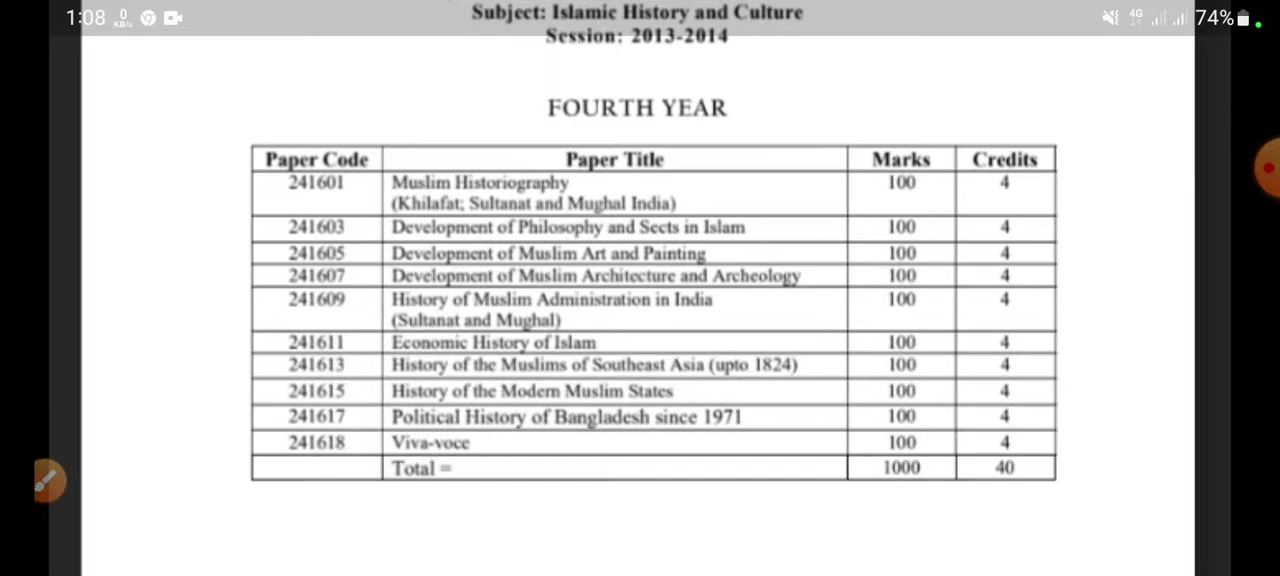 1:08 0 KB/s 4G 74%
Subject: Islamic History and Culture
Session: 2013-2014
FOURTH YEAR
Paper Code Paper Title Marks Credits
241601 Muslim Historiography 100 4
(Khilafat; Sultanat and Mughal India)
241603 Development of Philosophy and Sects in Islam 100 4
241605 Development of Muslim Art and Painting 100 4
241607 Development of Muslim Architecture and Archeology 100 4
241609 History of Muslim Administration in India 100 4
(Sultanat and Mughal)
241611 Economic History of Islam 100 4
241613 History of the Muslims of Southeast Asia (upto 1824) 100 4
241615 History of the Modern Muslim States 100 4
241617 Political History of Bangladesh since 1971 100 4
241618 Viva-voce 100 4
Total = 1000 40